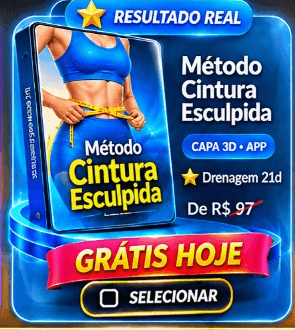 RESULTADO REAL
Método
Cintura
Esculpida
CAPA 3D • APP
Drenagem 21d
De R$ 97
Método
Cintura
Esculpida
GRÁTIS HOJE
SELECIONAR